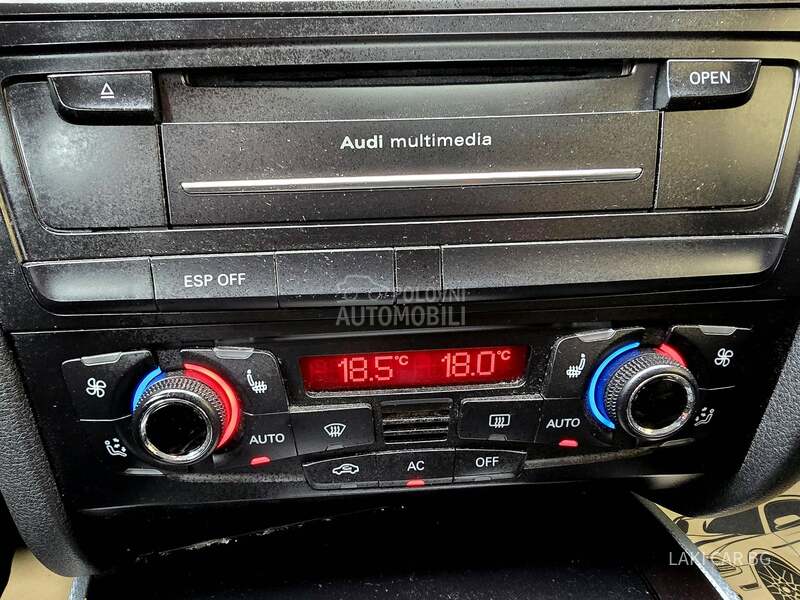 OPEN
Audi multimedia
ESP OFF
POLOVNI
AUTOMOBILI
18.5°C 18.0°C
AUTO
AUTO
AC
OFF
LAKI CAR.BG